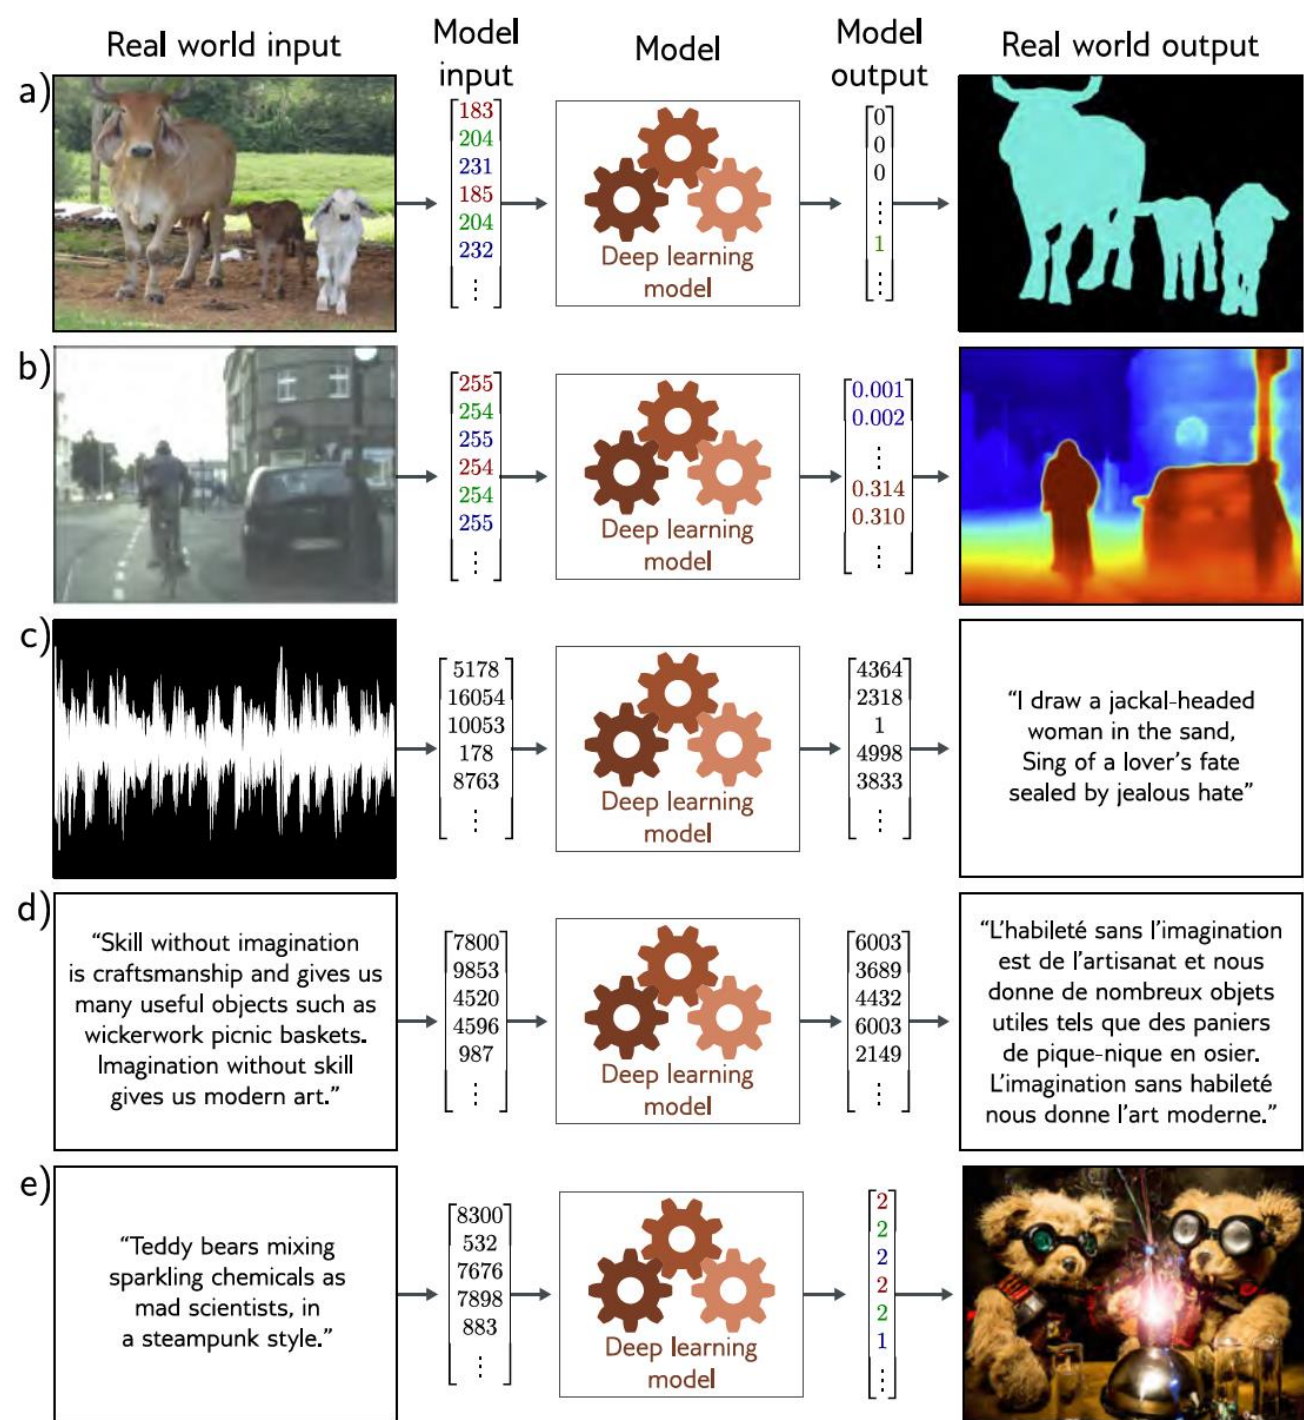 Real world input
Model input
Model
Model output
Real world output
a)
183
204
231
185
204
232
⋮
Deep learning
model
0
0
0
⋮
1
⋮
b)
255
254
255
254
254
255
⋮
Deep learning
model
0.001
0.002
⋮
0.314
0.310
⋮
c)
5178
16054
10053
178
8763
⋮
Deep learning
model
4364
2318
1
4998
3833
⋮
“I draw a jackal-headed
woman in the sand,
Sing of a lover’s fate
sealed by jealous hate”
d)
“Skill without imagination
is craftsmanship and gives us
many useful objects such as
wickerwork picnic baskets.
Imagination without skill
gives us modern art.”
7800
9853
4520
4596
987
⋮
Deep learning
model
6003
3689
4432
6003
2149
⋮
“L’habileté sans l’imagination
est de l’artisanat et nous
donne de nombreux objets
utiles tels que des paniers
de pique-nique en osier.
L’imagination sans habileté
nous donne l’art moderne.”
e)
“Teddy bears mixing
sparkling chemicals as
mad scientists, in
a steampunk style.”
8300
532
7676
7898
883
⋮
Deep learning
model
2
2
2
2
2
1
⋮